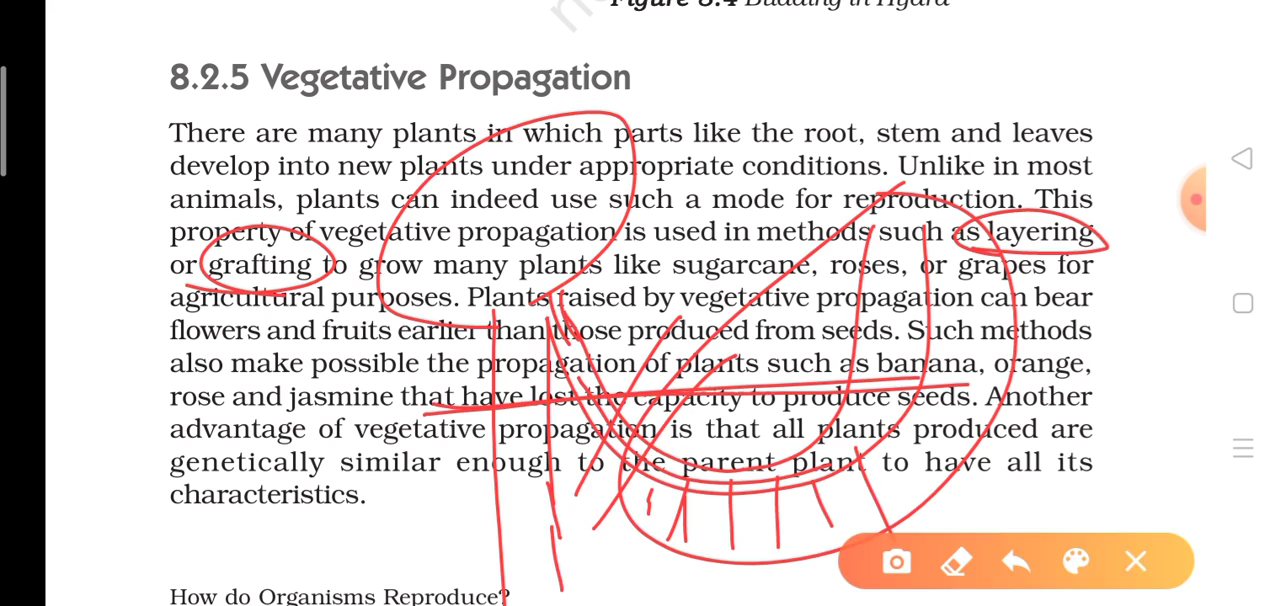 Figure 8.4 Budding in Hydra
8.2.5 Vegetative Propagation
There are many plants in which parts like the root, stem and leaves
develop into new plants under appropriate conditions. Unlike in most
animals, plants can indeed use such a mode for reproduction. This
property of vegetative propagation is used in methods such as layering
or grafting to grow many plants like sugarcane, roses, or grapes for
agricultural purposes. Plants raised by vegetative propagation can bear
flowers and fruits earlier than those produced from seeds. Such methods
also make possible the propagation of plants such as banana, orange,
rose and jasmine that have lost the capacity to produce seeds. Another
advantage of vegetative propagation is that all plants produced are
genetically similar enough to the parent plant to have all its
characteristics.
How do Organisms Reproduce?